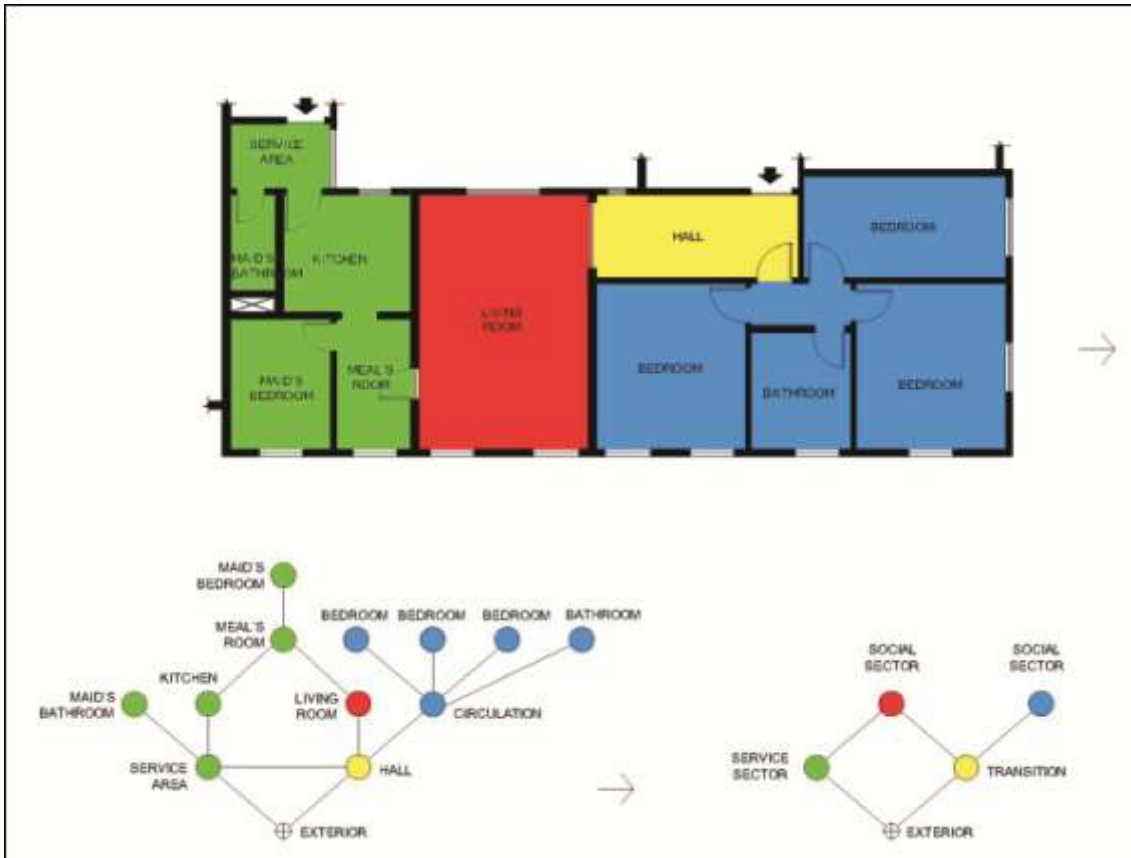 SERVICE
AREA
MAID'S
BATHROOM
KITCHEN
MAID'S
BEDROOM
MEAL'S
ROOM
LIVING
ROOM
HALL
BEDROOM
BEDROOM
BATHROOM
BEDROOM
MAID'S
BEDROOM
MEAL'S
ROOM
BEDROOM
BEDROOM
BEDROOM
BATHROOM
KITCHEN
MAID'S
BATHROOM
LIVING
ROOM
CIRCULATION
SERVICE
AREA
HALL
EXTERIOR
SOCIAL
SECTOR
SOCIAL
SECTOR
SERVICE
SECTOR
TRANSITION
EXTERIOR